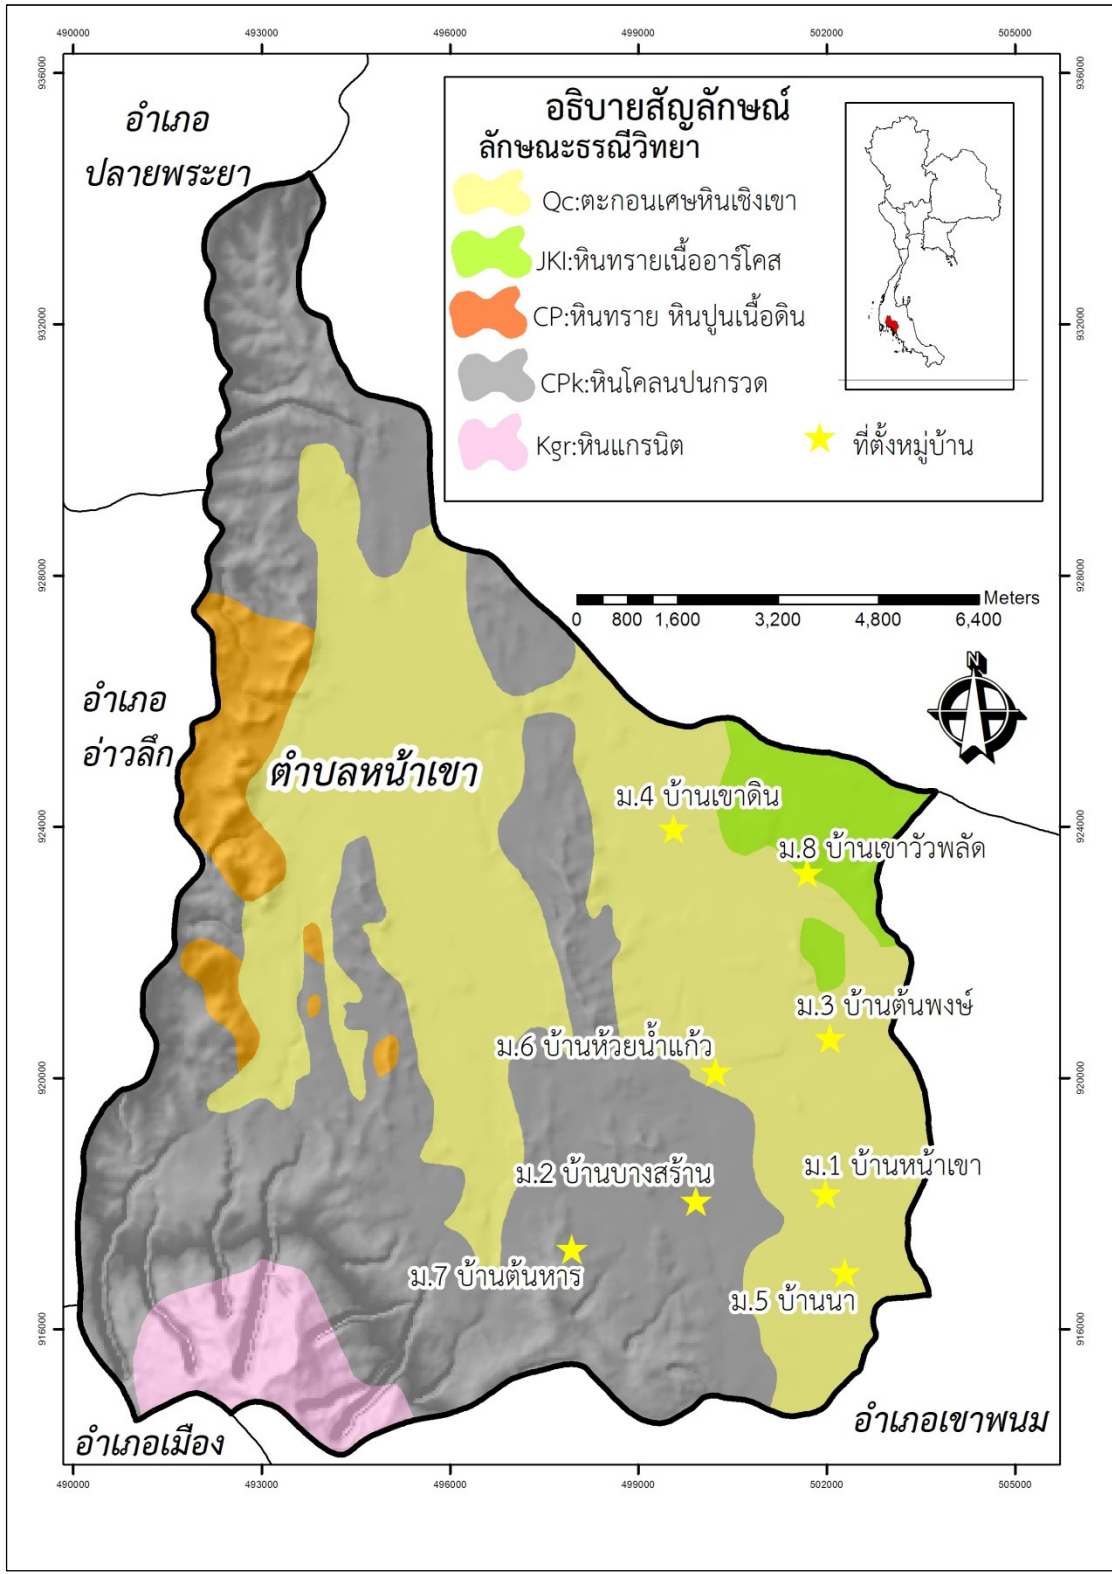 490000 493000 496000 499000 502000 505000
936000 936000
อธิบายสัญลักษณ์
ลักษณะธรณีวิทยา
Qc:ตะกอนเศษหินเชิงเขา
JKl:หินทรายเนื้ออาร์โคส
CP:หินทราย หินปูนเนื้อดิน
CPk:หินโคลนปนกรวด
Kgr:หินแกรนิต
ที่ตั้งหมู่บ้าน
อำเภอ
ปลายพระยา
932000 932000
928000 928000
Meters
0 800 1,600 3,200 4,800 6,400
N
อำเภอ
อ่าวลึก
ตำบลหน้าเขา
ม.4 บ้านเขาดิน
924000 924000
ม.8 บ้านเขาวัวพลัด
ม.3 บ้านต้นพงษ์
ม.6 บ้านห้วยน้ำแก้ว
920000 920000
ม.1 บ้านหน้าเขา
ม.2 บ้านบางสร้าน
ม.7 บ้านต้นหาร
ม.5 บ้านนา
916000 916000
อำเภอเมือง
อำเภอเขาพนม
490000 493000 496000 499000 502000 505000